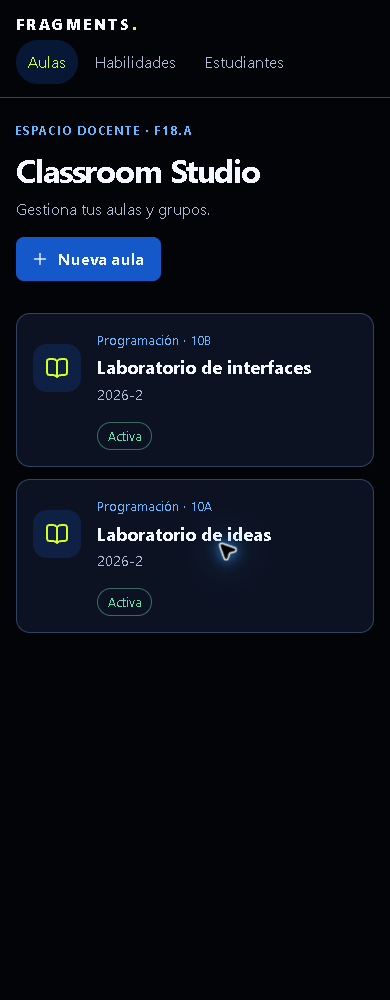 FRAGMENTS.
Aulas Habilidades Estudiantes
ESPACIO DOCENTE · F18.A
Classroom Studio
Gestiona tus aulas y grupos.
+ Nueva aula
Programación · 10B
Laboratorio de interfaces
2026-2
Activa
Programación · 10A
Laboratorio de ideas
2026-2
Activa